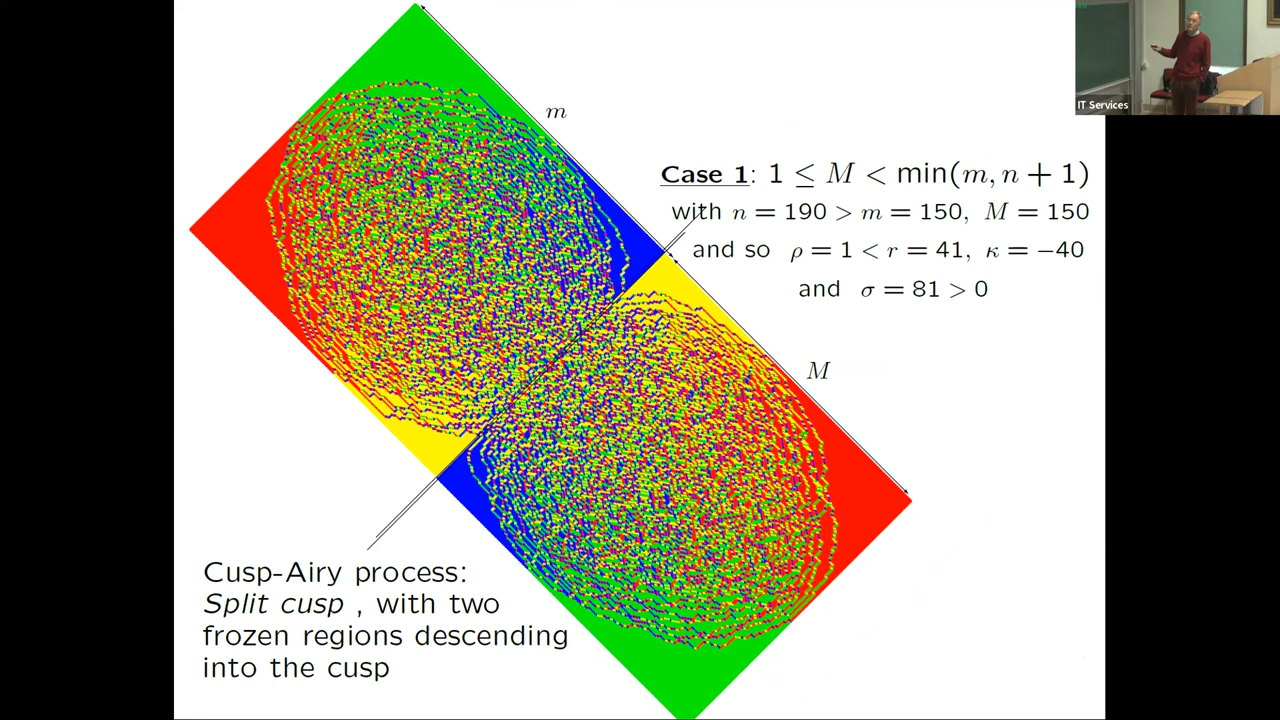 IT Services
m
Case 1: 1 ≤ M < min(m, n + 1)
with n = 190 > m = 150, M = 150
and so ρ = 1 < r = 41, κ = −40
and σ = 81 > 0
M
Cusp-Airy process:
Split cusp , with two
frozen regions descending
into the cusp